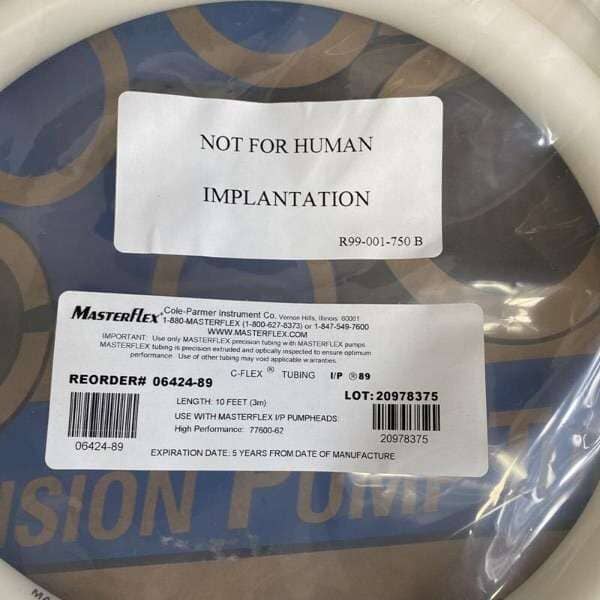 NOT FOR HUMAN
IMPLANTATION
R99-001-750 B
MASTERFLEX® Cole-Parmer Instrument Co. Vernon Hills, Illinois 60001
1-880-MASTERFLEX (1-800-627-8373) or 1-847-549-7600
WWW.MASTERFLEX.COM
IMPORTANT: Use only MASTERFLEX precision tubing with MASTERFLEX pumps.
MASTERFLEX tubing is precision extruded and optically inspected to ensure optimum
performance. Use of other tubing may void applicable warranties.
C-FLEX ® TUBING I/P ®89
REORDER# 06424-89
LOT: 20978375
LENGTH: 10 FEET (3m)
USE WITH MASTERFLEX I/P PUMPHEADS:
High Performance: 77600-62
06424-89
20978375
EXPIRATION DATE: 5 YEARS FROM DATE OF MANUFACTURE
ISION PUMP